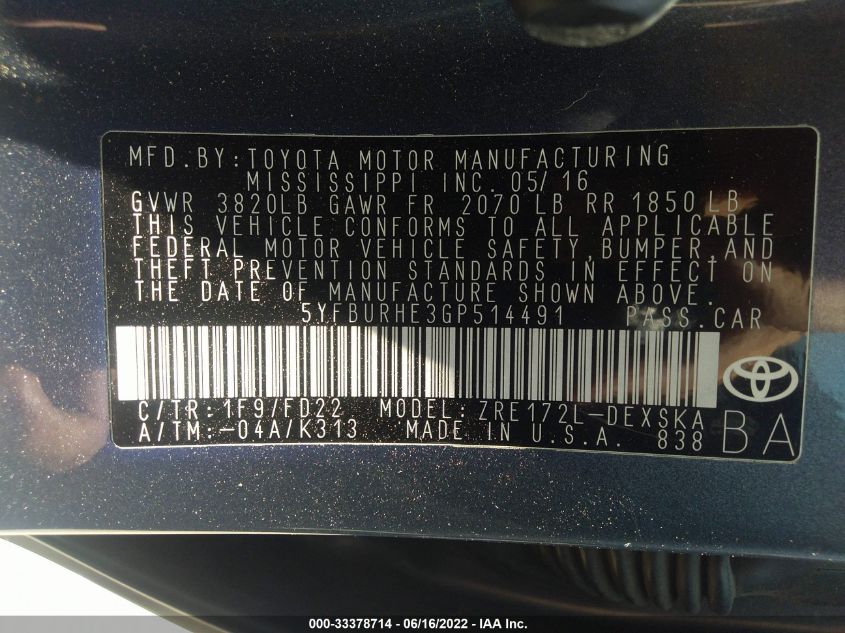 MFD.BY:TOYOTA MOTOR MANUFACTURING
MISSISSIPPI INC. 05/16
GVWR 3820LB GAWR FR 2070 LB RR 1850 LB
THIS VEHICLE CONFORMS TO ALL APPLICABLE
FEDERAL MOTOR VEHICLE SAFETY,BUMPER,AND
THEFT PREVENTION STANDARDS IN EFFECT ON
THE DATE OF MANUFACTURE SHOWN ABOVE.
5YFBURHE3GP514491 PASS.CAR
C/TR:1F9/FD22 MODEL:ZRE172L-DEXSKA
A/TM:-04A/K313 MADE IN U.S.A. 838
BA
000-33378714 - 06/16/2022 - IAA Inc.